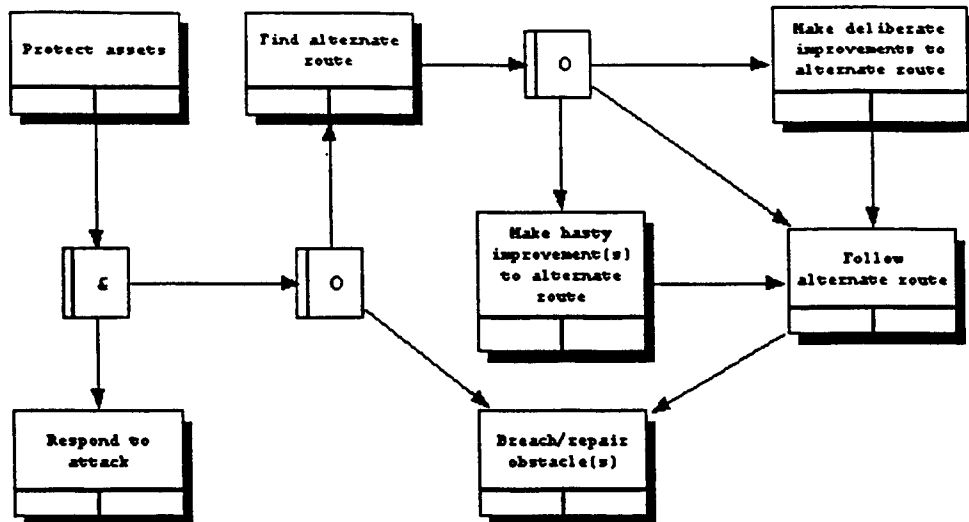 Protect assets
Find alternate
route
O
Make deliberate
improvements to
alternate route
&
O
Make hasty
improvement(s)
to alternate
route
Follow
alternate route
Respond to
attack
Breach/repair
obstacle(s)